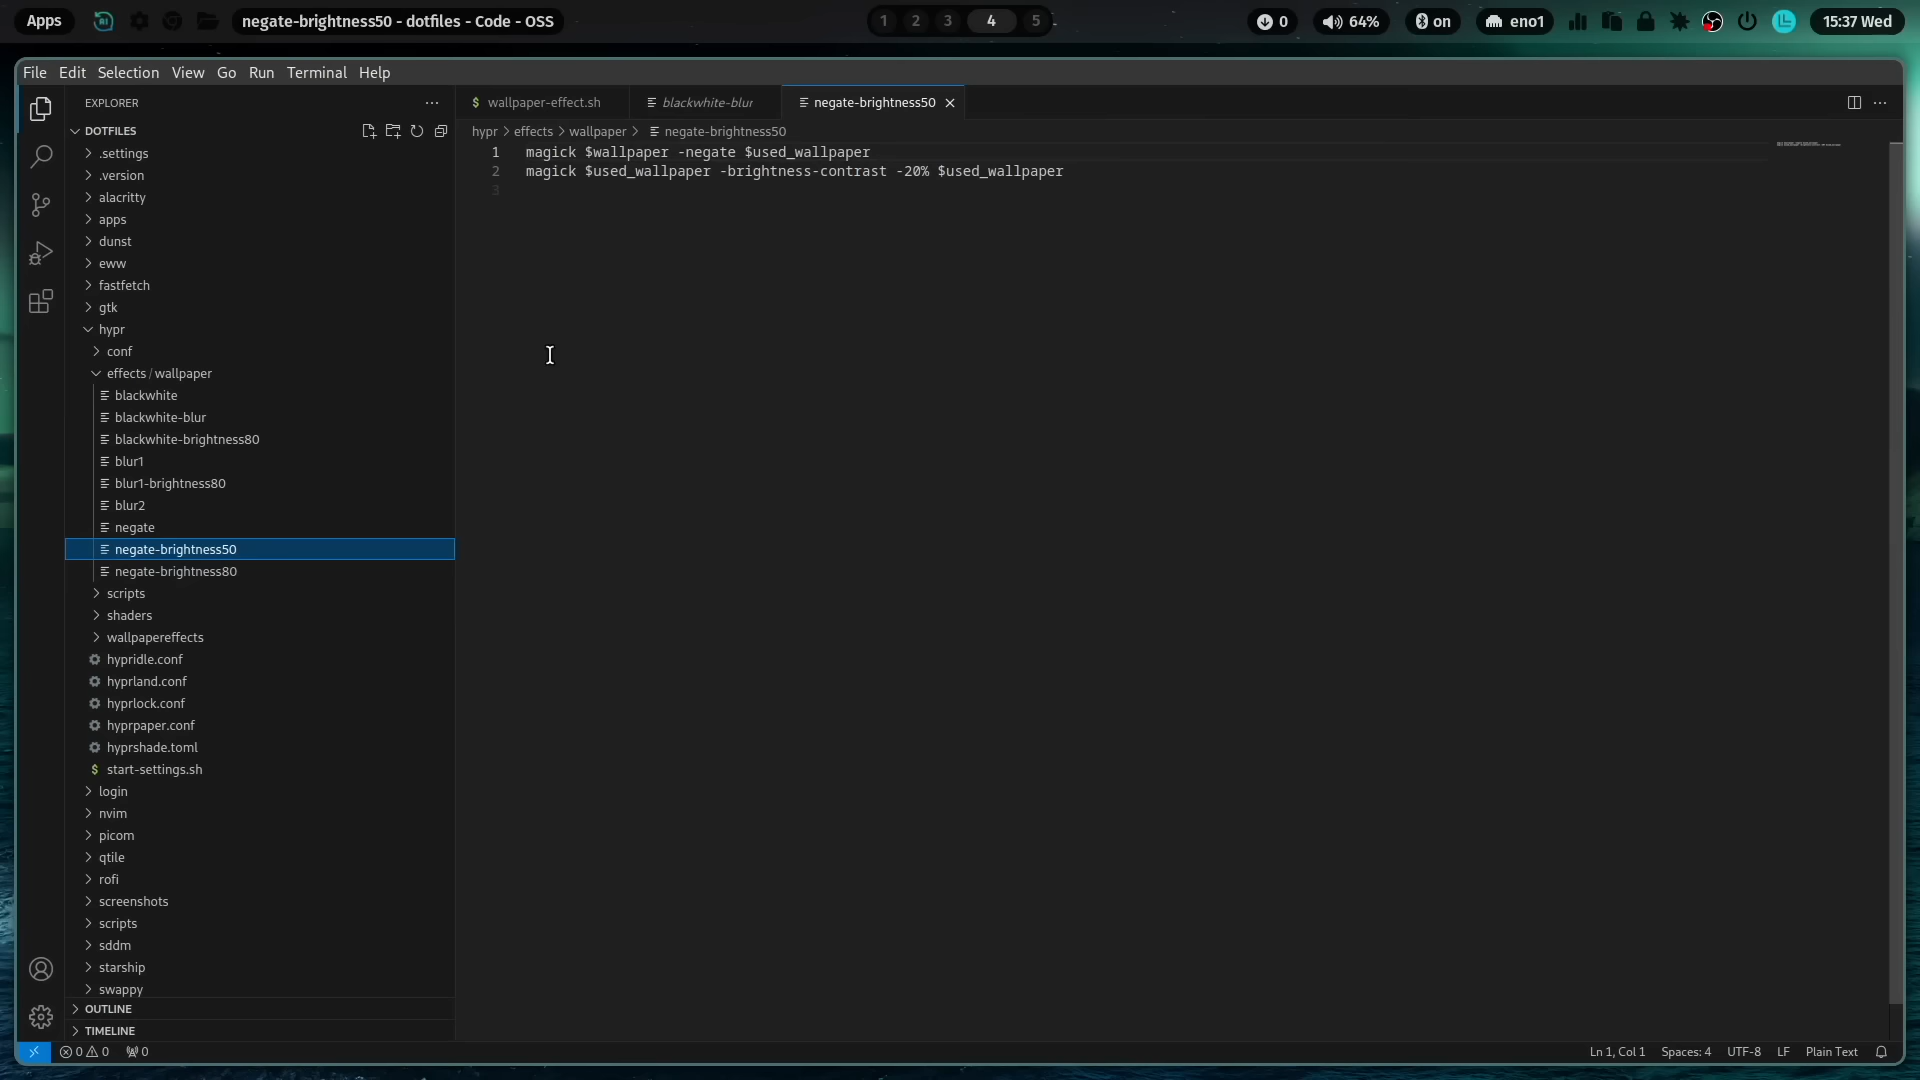 Apps
negate-brightness50 - dotfiles - Code - OSS
1 2 3 4 5
0
64%
on
eno1
15:37 Wed
File Edit Selection View Go Run Terminal Help
EXPLORER
DOTFILES
.settings
.version
alacritty
apps
dunst
eww
fastfetch
gtk
hypr
conf
effects / wallpaper
blackwhite
blackwhite-blur
blackwhite-brightness80
blur1
blur1-brightness80
blur2
negate
negate-brightness50
negate-brightness80
scripts
shaders
wallpapereffects
hypridle.conf
hyprland.conf
hyprlock.conf
hyprpaper.conf
hyprshade.toml
$ start-settings.sh
login
nvim
picom
qtile
rofi
screenshots
scripts
sddm
starship
swappy
OUTLINE
TIMELINE
$ wallpaper-effect.sh
blackwhite-blur
negate-brightness50
hypr > effects > wallpaper > negate-brightness50
1 magick $wallpaper -negate $used_wallpaper
2 magick $used_wallpaper -brightness-contrast -20% $used_wallpaper
3
0 0 0
Ln 1, Col 1 Spaces: 4 UTF-8 LF Plain Text